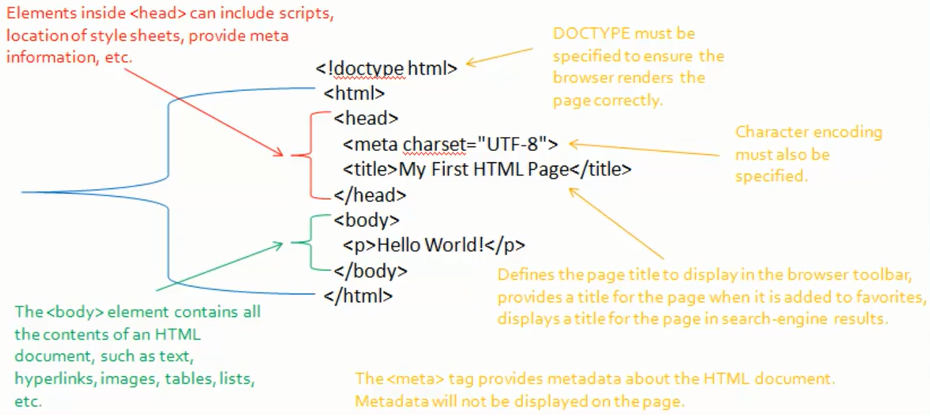 Elements inside <head> can include scripts,
location of style sheets, provide meta
information, etc.
DOCTYPE must be
specified to ensure the
browser renders the
page correctly.
<!doctype html>
<html>
<head>
<meta charset="UTF-8">
<title>My First HTML Page</title>
</head>
<body>
<p>Hello World!</p>
</body>
</html>
Character encoding
must also be
specified.
Defines the page title to display in the browser toolbar,
provides a title for the page when it is added to favorites,
displays a title for the page in search-engine results.
The <body> element contains all
the contents of an HTML
document, such as text,
hyperlinks, images, tables, lists,
etc.
The <meta> tag provides metadata about the HTML document.
Metadata will not be displayed on the page.